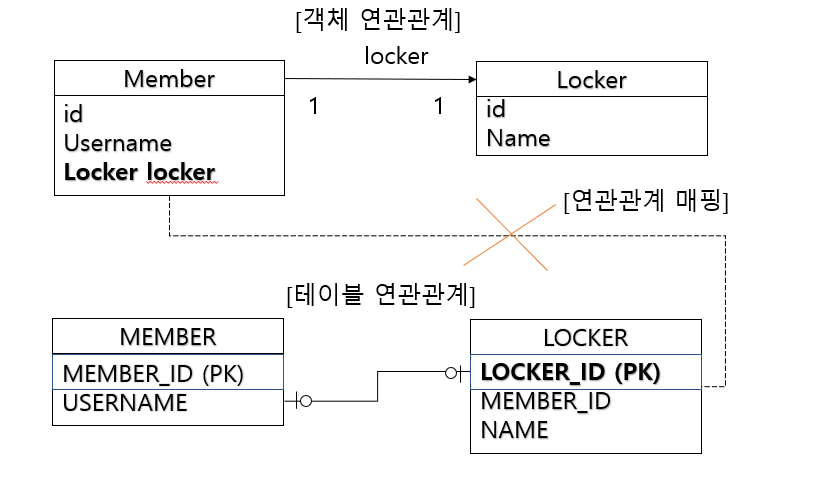 [객체 연관관계]
locker
Member
Locker
id
Username
Locker locker
1
1
id
Name
[연관관계 매핑]
[테이블 연관관계]
MEMBER
MEMBER_ID (PK)
USERNAME
LOCKER
LOCKER_ID (PK)
MEMBER_ID
NAME